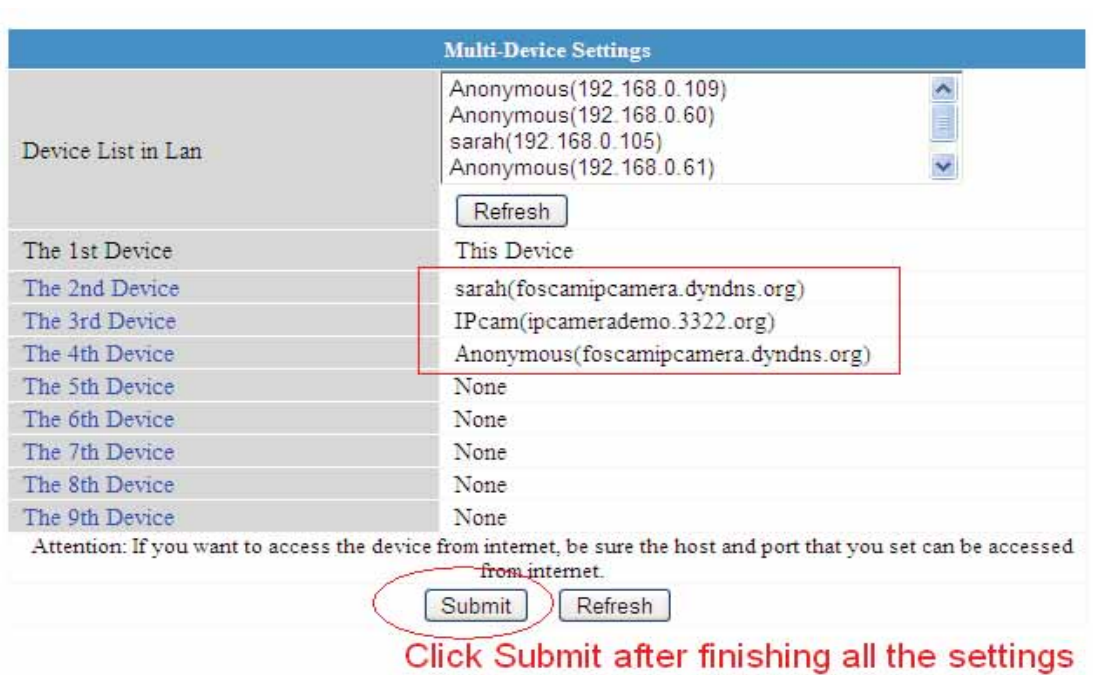 Multi-Device Settings
Device List in Lan
Anonymous(192.168.0.109)
Anonymous(192.168.0.60)
sarah(192.168.0.105)
Anonymous(192.168.0.61)
Refresh
The 1st Device This Device
The 2nd Device sarah(foscamipcamera.dyndns.org)
The 3rd Device IPcam(ipcamerademo.3322.org)
The 4th Device Anonymous(foscamipcamera.dyndns.org)
The 5th Device None
The 6th Device None
The 7th Device None
The 8th Device None
The 9th Device None
Attention: If you want to access the device from internet, be sure the host and port that you set can be accessed
from internet.
Submit Refresh
Click Submit after finishing all the settings